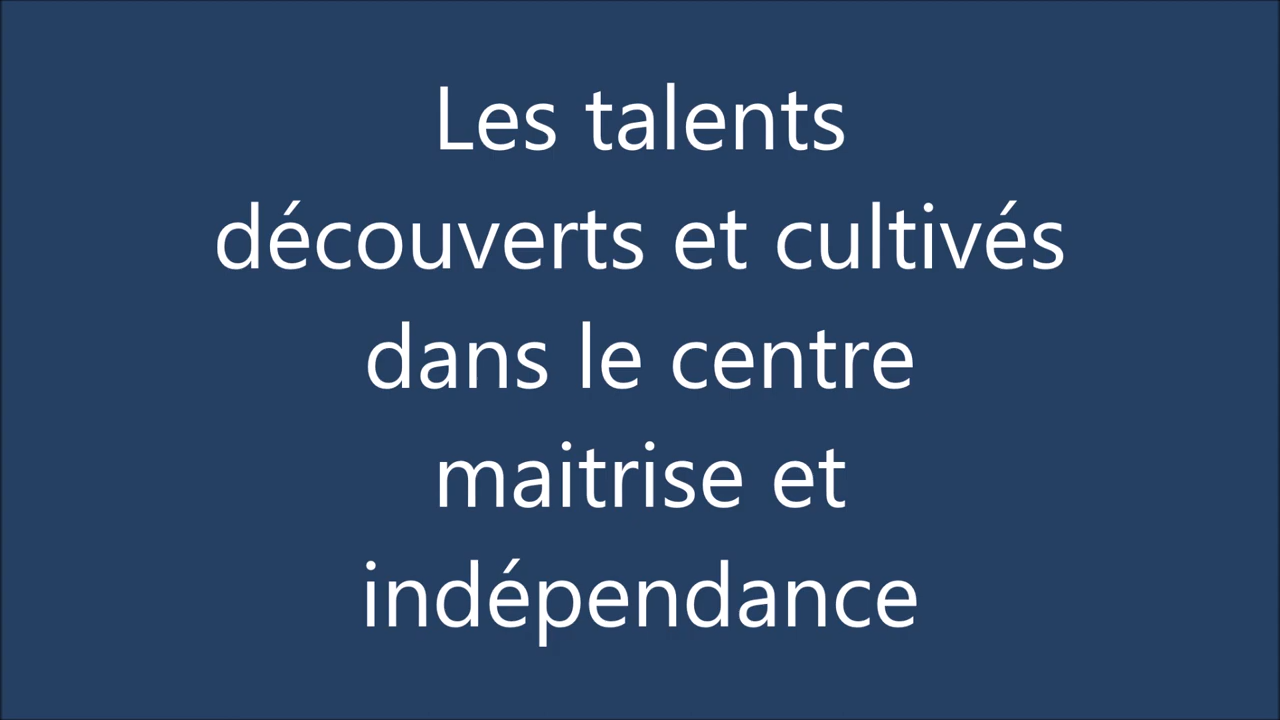 Les talents
découverts et cultivés
dans le centre
maitrise et
indépendance